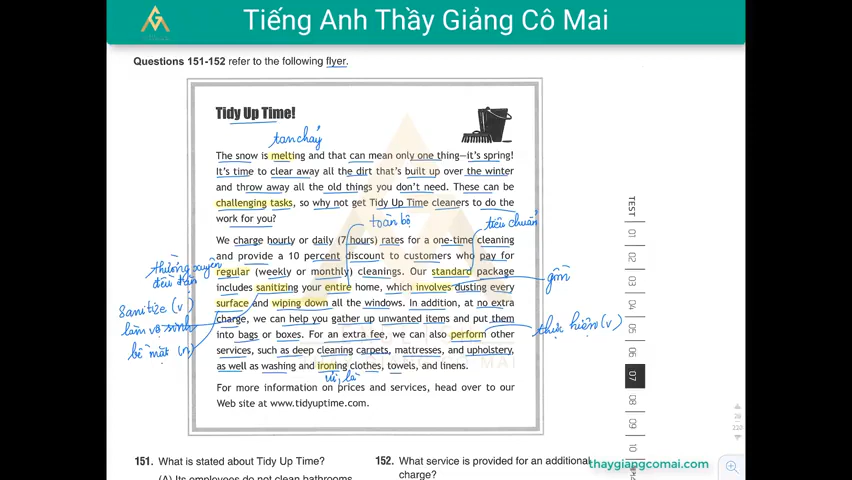 Tiếng Anh Thầy Giảng Cô Mai
Questions 151-152 refer to the following flyer.
Tidy Up Time!
tan chảy
The snow is melting and that can mean only one thing—it's spring!
It's time to clear away all the dirt that's built up over the winter
and throw away all the old things you don't need. These can be
challenging tasks, so why not get Tidy Up Time cleaners to do the
work for you?
toàn bộ
tiêu chuẩn
We charge hourly or daily (7 hours) rates for a one-time cleaning
and provide a 10 percent discount to customers who pay for
thường xuyên
đều đặn
regular (weekly or monthly) cleanings. Our standard package
includes sanitizing your entire home, which involves dusting every
gồm
sanitize (v)
làm vệ sinh
bề mặt (n)
surface and wiping down all the windows. In addition, at no extra
charge, we can help you gather up unwanted items and put them
into bags or boxes. For an extra fee, we can also perform other
thực hiện (v)
services, such as deep cleaning carpets, mattresses, and upholstery,
as well as washing and ironing clothes, towels, and linens.
ủi, là
For more information on prices and services, head over to our
Web site at www.tidyuptime.com.
MAI
TEST
01
02
03
04
05
06
07
08
09
10
28
220
151. What is stated about Tidy Up Time?
(A) Its employees do not clean bathrooms
152. What service is provided for an additional
charge?
thaygiangcomai.com